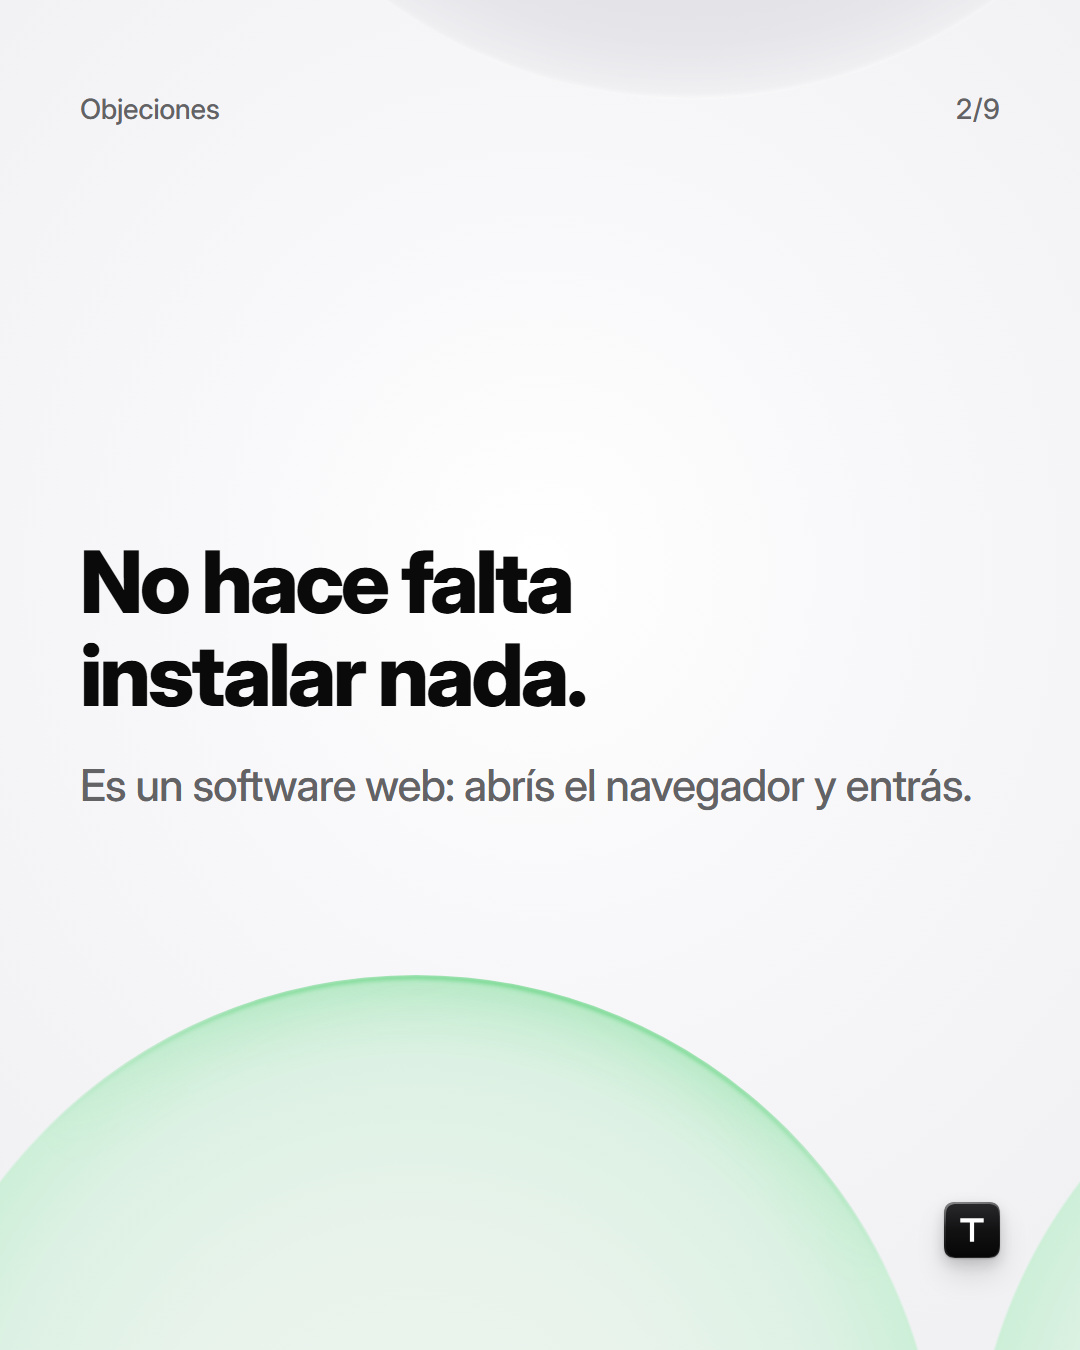 Objeciones
2/9
No hace falta
instalar nada.
Es un software web: abrís el navegador y entrás.
T